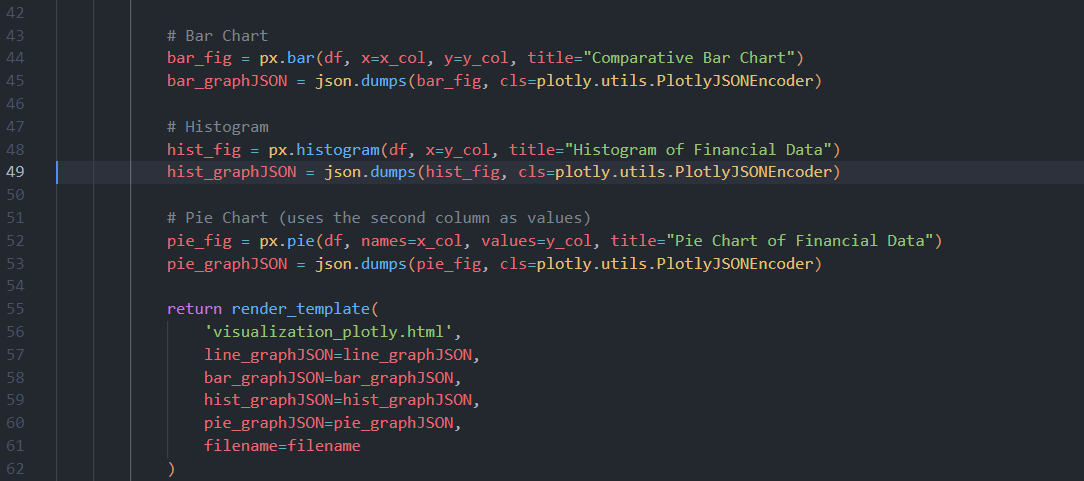 42
43 # Bar Chart
44 bar_fig = px.bar(df, x=x_col, y=y_col, title="Comparative Bar Chart")
45 bar_graphJSON = json.dumps(bar_fig, cls=plotly.utils.PlotlyJSONEncoder)
46
47 # Histogram
48 hist_fig = px.histogram(df, x=y_col, title="Histogram of Financial Data")
49 hist_graphJSON = json.dumps(hist_fig, cls=plotly.utils.PlotlyJSONEncoder)
50
51 # Pie Chart (uses the second column as values)
52 pie_fig = px.pie(df, names=x_col, values=y_col, title="Pie Chart of Financial Data")
53 pie_graphJSON = json.dumps(pie_fig, cls=plotly.utils.PlotlyJSONEncoder)
54
55 return render_template(
56 'visualization_plotly.html',
57 line_graphJSON=line_graphJSON,
58 bar_graphJSON=bar_graphJSON,
59 hist_graphJSON=hist_graphJSON,
60 pie_graphJSON=pie_graphJSON,
61 filename=filename
62 )